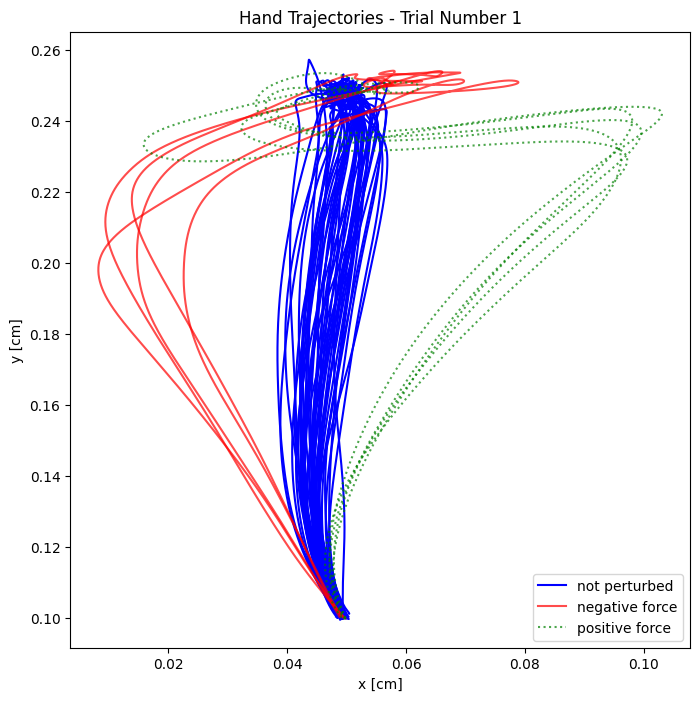 Hand Trajectories - Trial Number 1
0.26
0.24
0.22
0.20
0.18
0.16
0.14
0.12
0.10
y [cm]
not perturbed
negative force
positive force
0.02 0.04 0.06 0.08 0.10
x [cm]